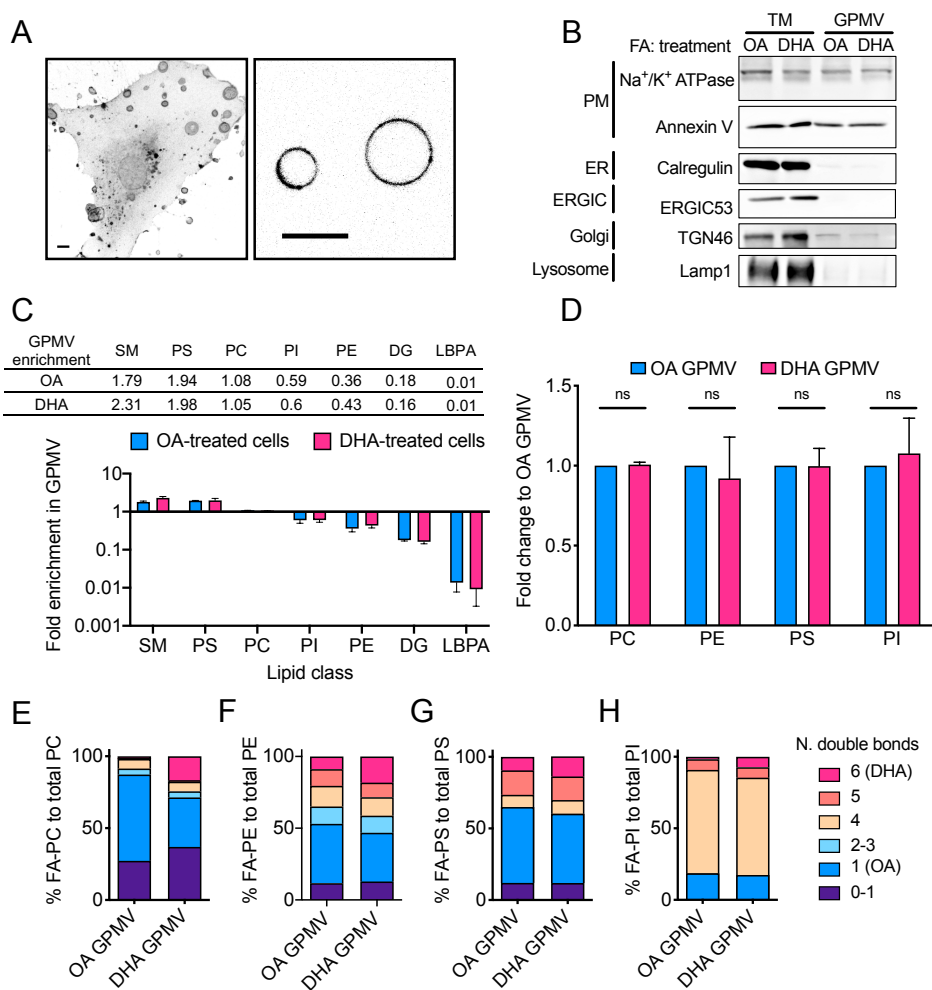 A
B
TM GPMV
FA: treatment OA DHA OA DHA
PM
Na+/K+ ATPase
Annexin V
ER Calregulin
ERGIC ERGIC53
Golgi TGN46
Lysosome Lamp1
C
GPMV enrichment SM PS PC PI PE DG LBPA
OA 1.79 1.94 1.08 0.59 0.36 0.18 0.01
DHA 2.31 1.98 1.05 0.6 0.43 0.16 0.01
OA-treated cells DHA-treated cells
Fold enrichment in GPMV
10
1
0.1
0.01
0.001
SM PS PC PI PE DG LBPA
Lipid class
D
OA GPMV DHA GPMV
Fold change to OA GPMV
1.5
1.0
0.5
0.0
ns ns ns ns
PC PE PS PI
E
% FA-PC to total PC
100
50
0
OA GPMV
DHA GPMV
F
% FA-PE to total PE
100
50
0
OA GPMV
DHA GPMV
G
% FA-PS to total PS
100
50
0
OA GPMV
DHA GPMV
H
% FA-PI to total PI
100
50
0
OA GPMV
DHA GPMV
N. double bonds
6 (DHA)
5
4
2-3
1 (OA)
0-1